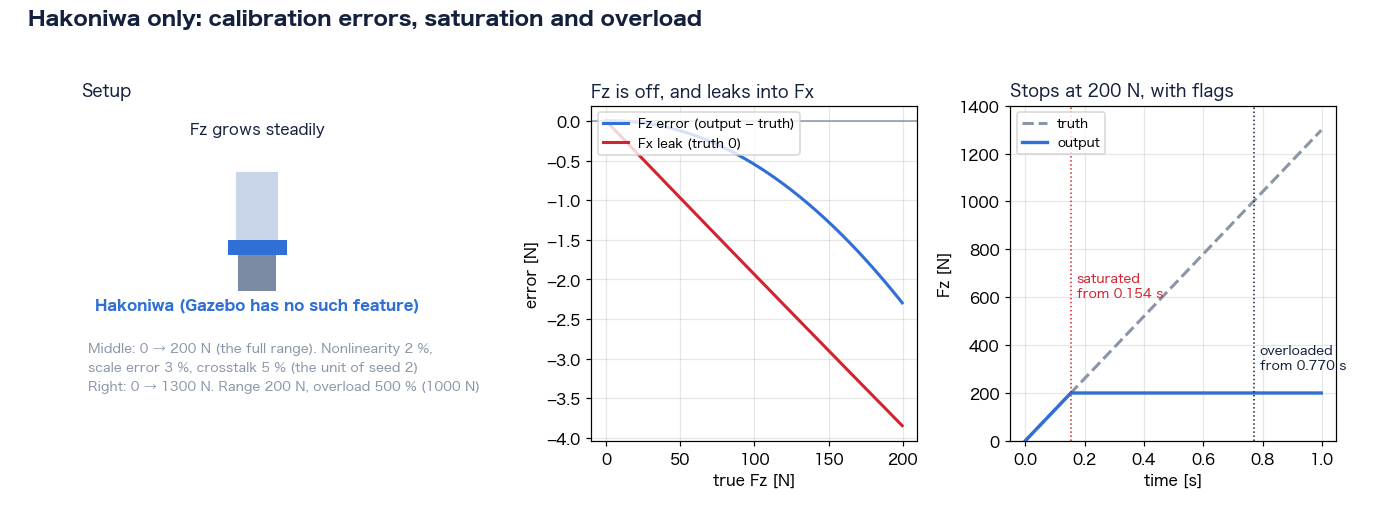 Hakoniwa only: calibration errors, saturation and overload
Setup
Fz grows steadily
Hakoniwa (Gazebo has no such feature)
Middle: 0 → 200 N (the full range). Nonlinearity 2 %,
scale error 3 %, crosstalk 5 % (the unit of seed 2)
Right: 0 → 1300 N. Range 200 N, overload 500 % (1000 N)
Fz is off, and leaks into Fx
Fz error (output − truth)
Fx leak (truth 0)
error [N]
0.0
−0.5
−1.0
−1.5
−2.0
−2.5
−3.0
−3.5
−4.0
0 50 100 150 200
true Fz [N]
Stops at 200 N, with flags
truth
output
Fz [N]
1400
1200
1000
800
600
400
200
0
saturated
from 0.154 s
overloaded
from 0.770 s
0.0 0.2 0.4 0.6 0.8 1.0
time [s]